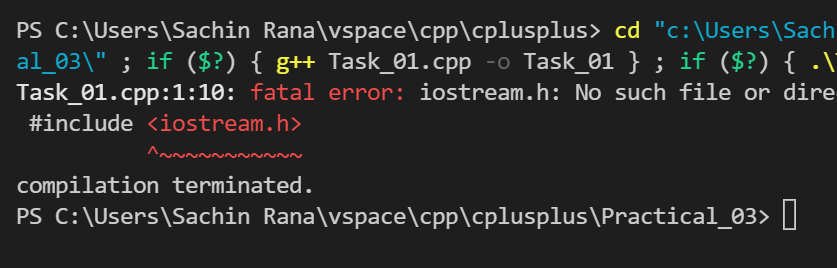 PS C:\Users\Sachin Rana\vspace\cpp\cplusplus> cd "c:\Users\Sach
al_03\" ; if ($?) { g++ Task_01.cpp -o Task_01 } ; if ($?) { .\
Task_01.cpp:1:10: fatal error: iostream.h: No such file or dire
#include <iostream.h>
^~~~~~~~~~~~
compilation terminated.
PS C:\Users\Sachin Rana\vspace\cpp\cplusplus\Practical_03>